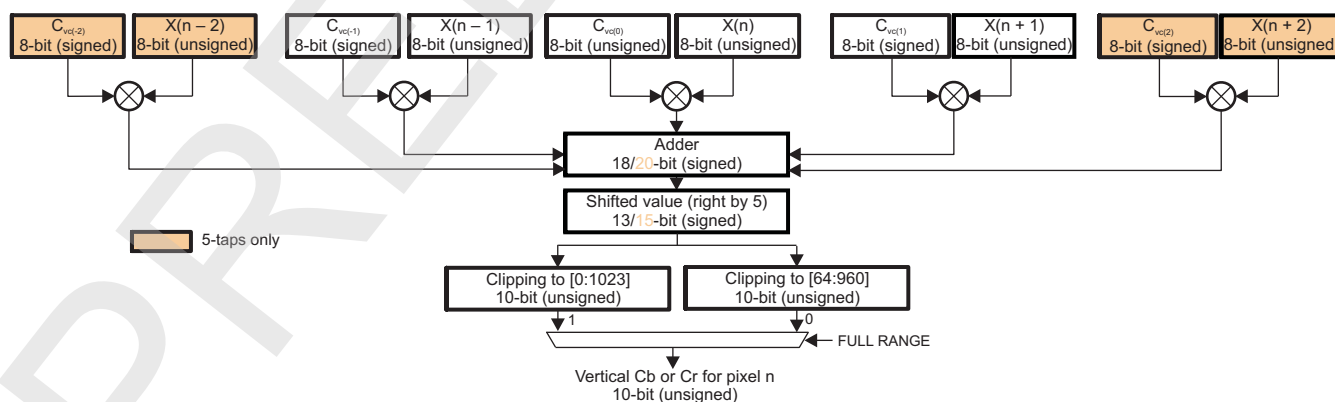 C vc(-2)
8-bit (signed)
X(n – 2)
8-bit (unsigned)
C vc(-1)
8-bit (signed)
X(n – 1)
8-bit (unsigned)
C vc(0)
8-bit (signed)
X(n)
8-bit (unsigned)
C vc(1)
8-bit (signed)
X(n + 1)
8-bit (unsigned)
C vc(2)
8-bit (signed)
X(n + 2)
8-bit (unsigned)
Adder
18/20-bit (signed)
Shifted value (right by 5)
13/15-bit (signed)
5-taps only
Clipping to [0:1023]
10-bit (unsigned)
Clipping to [64:960]
10-bit (unsigned)
1
0
FULL RANGE
Vertical Cb or Cr for pixel n
10-bit (unsigned)